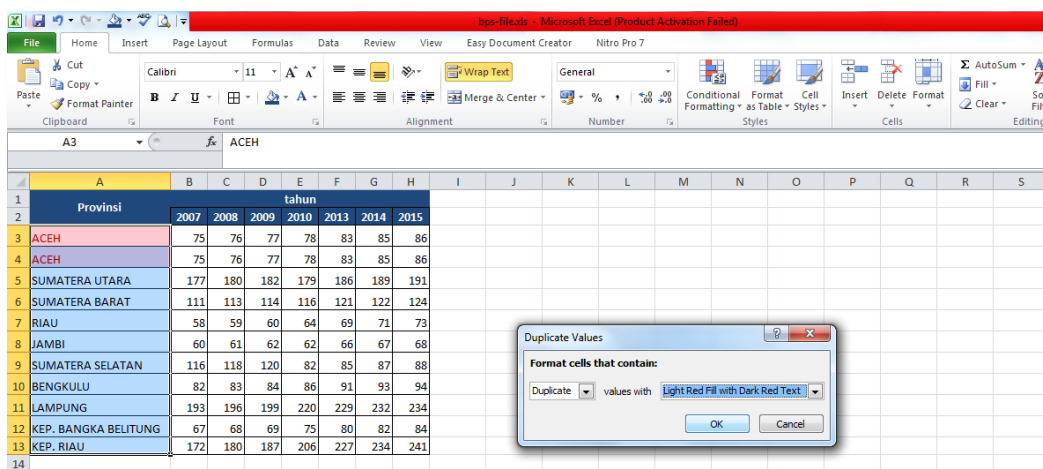 bps-file.xls - Microsoft Excel (Product Activation Failed)
File Home Insert Page Layout Formulas Data Review View Easy Document Creator Nitro Pro 7
Paste
Cut
Copy
Format Painter
Clipboard
Calibri 11 A A
B I U A
Font
Wrap Text
Merge & Center
Alignment
General
% , .0 .00 .00 .0
Number
Conditional Formatting
Format as Table
Cell Styles
Styles
Insert Delete Format
Cells
Σ AutoSum
Fill
Clear
Editing
A3 fx ACEH
A B C D E F G H I J K L M N O P Q R S
1 Provinsi tahun
2 2007 2008 2009 2010 2013 2014 2015
3 ACEH 75 76 77 78 83 85 86
4 ACEH 75 76 77 78 83 85 86
5 SUMATERA UTARA 177 180 182 179 186 189 191
6 SUMATERA BARAT 111 113 114 116 121 122 124
7 RIAU 58 59 60 64 69 71 73
8 JAMBI 60 61 62 62 66 67 68
9 SUMATERA SELATAN 116 118 120 82 85 87 88
10 BENGKULU 82 83 84 86 91 93 94
11 LAMPUNG 193 196 199 220 229 232 234
12 KEP. BANGKA BELITUNG 67 68 69 75 80 82 84
13 KEP. RIAU 172 180 187 206 227 234 241
14
Duplicate Values
Format cells that contain:
Duplicate values with Light Red Fill with Dark Red Text
OK Cancel